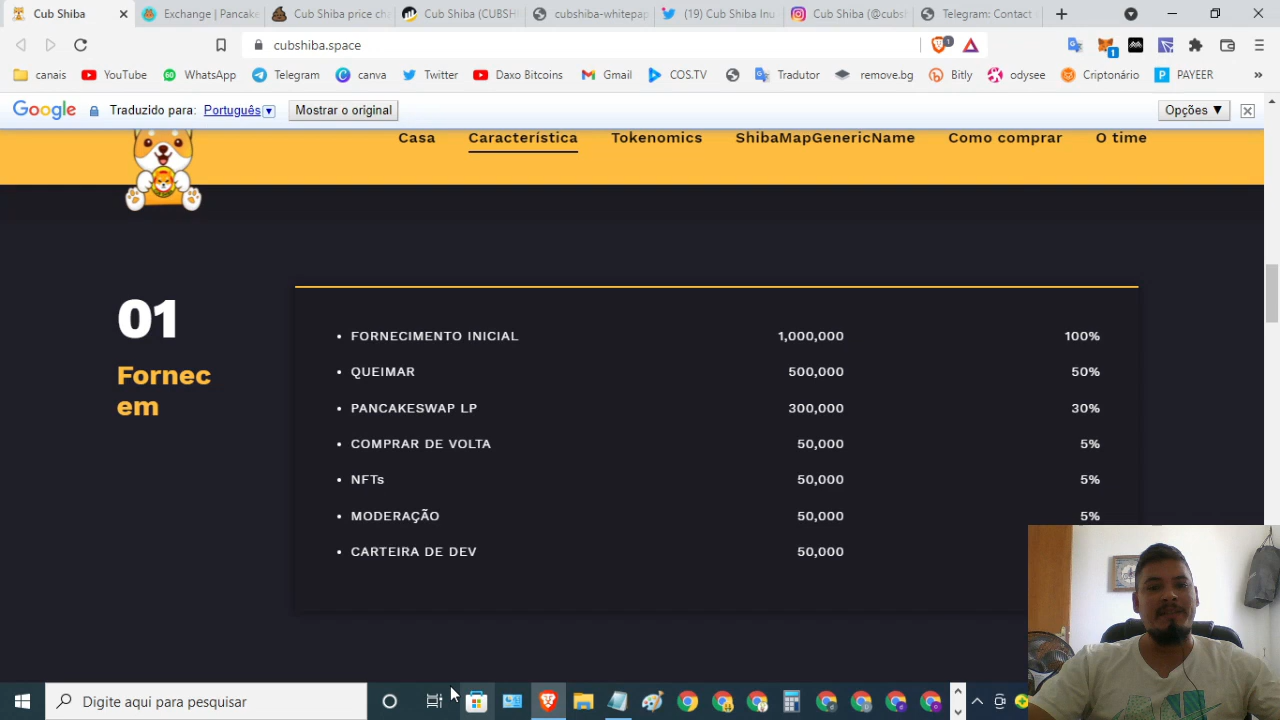 Cub Shiba
Exchange | Pancake
Cub Shiba price cha
Cub Shiba (CUBSH
cubshiba-whitepap
(19) Cub Shiba Inu
Cub Shiba (@cubs
Telegram: Contact
cubshiba.space
canais
YouTube
WhatsApp
Telegram
canva
Twitter
Daxo Bitcoins
Gmail
COS.TV
Tradutor
remove.bg
Bitly
odysee
Criptonário
PAYEER
Google Traduzido para: Português Mostrar o original Opções
Casa Característica Tokenomics ShibaMapGenericName Como comprar O time
01
Fornec
em
• FORNECIMENTO INICIAL 1,000,000 100%
• QUEIMAR 500,000 50%
• PANCAKESWAP LP 300,000 30%
• COMPRAR DE VOLTA 50,000 5%
• NFTs 50,000 5%
• MODERAÇÃO 50,000 5%
• CARTEIRA DE DEV 50,000
Digite aqui para pesquisar